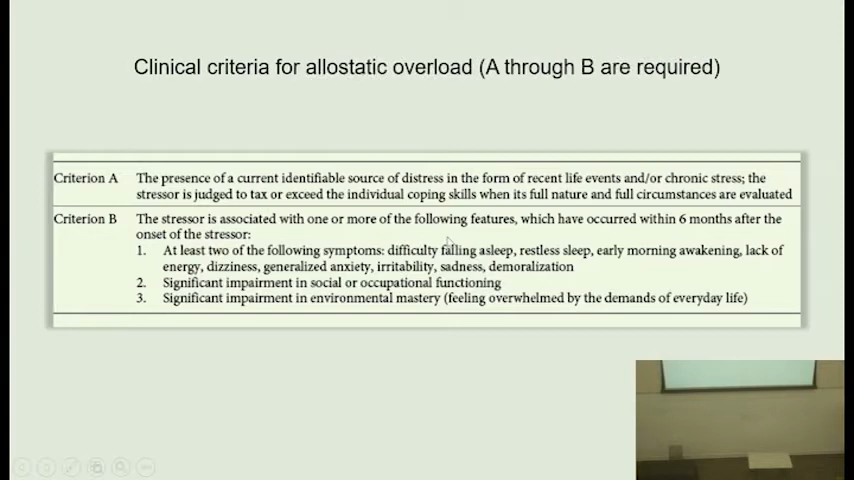 Clinical criteria for allostatic overload (A through B are required)
Criterion A The presence of a current identifiable source of distress in the form of recent life events and/or chronic stress; the
stressor is judged to tax or exceed the individual coping skills when its full nature and full circumstances are evaluated
Criterion B The stressor is associated with one or more of the following features, which have occurred within 6 months after the
onset of the stressor:
1. At least two of the following symptoms: difficulty falling asleep, restless sleep, early morning awakening, lack of
energy, dizziness, generalized anxiety, irritability, sadness, demoralization
2. Significant impairment in social or occupational functioning
3. Significant impairment in environmental mastery (feeling overwhelmed by the demands of everyday life)